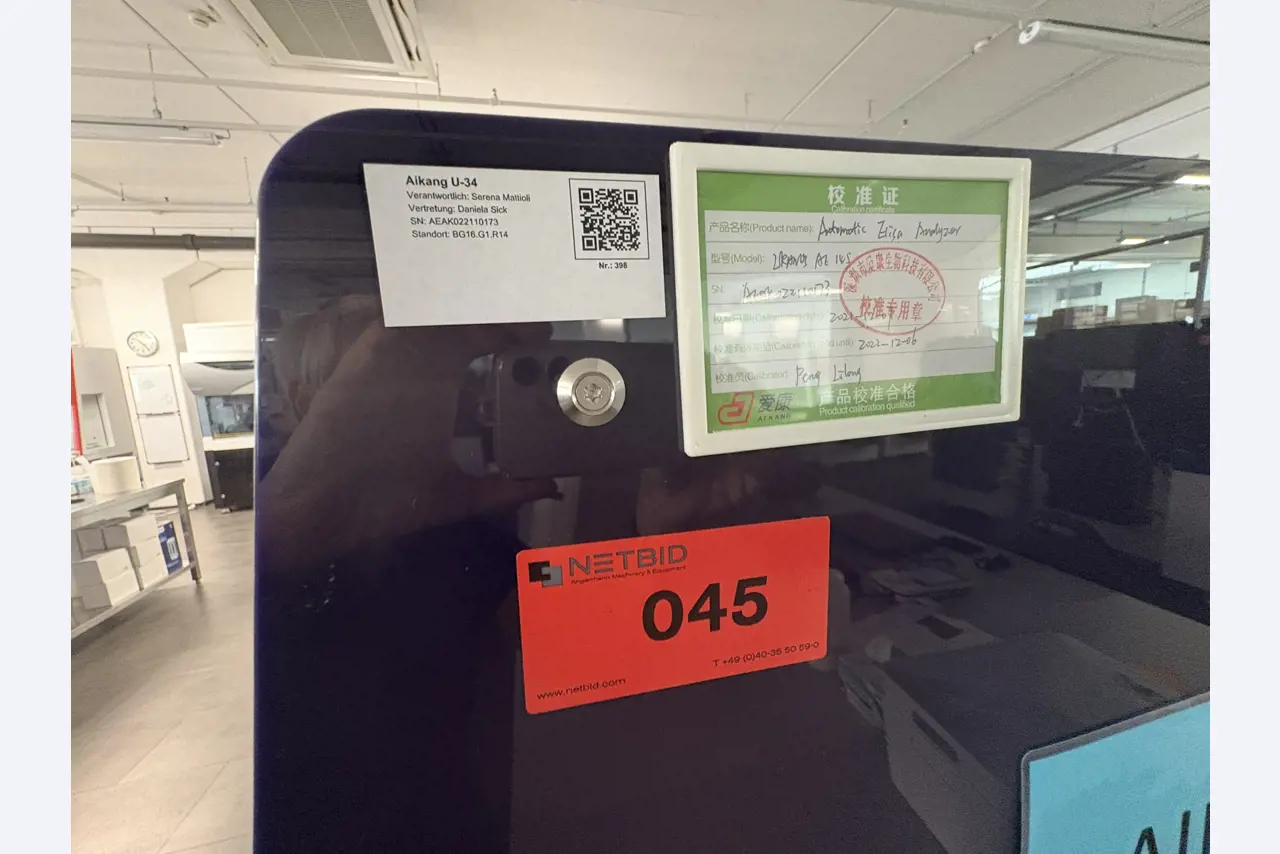 Aikang U-34
Verantwortlich: Serena Mattioli
Vertretung: Daniela Sick
SN: AEAK022110173
Standort: BG16.G1.R14
Nr.: 398
校准证
Calibration certificate
产品名称(Product name): Automatic Elisa Analyzer
型号(Model):
SN
2022-12-06
校准员(Calibrated): Peng Lilong
校准专用章
爱康
AIKANG
产品校准合格
Product calibration qualified
NETBID
Angermann Machinery & Equipment
045
T +49 (0)40-35 50 59-0
www.netbid.com